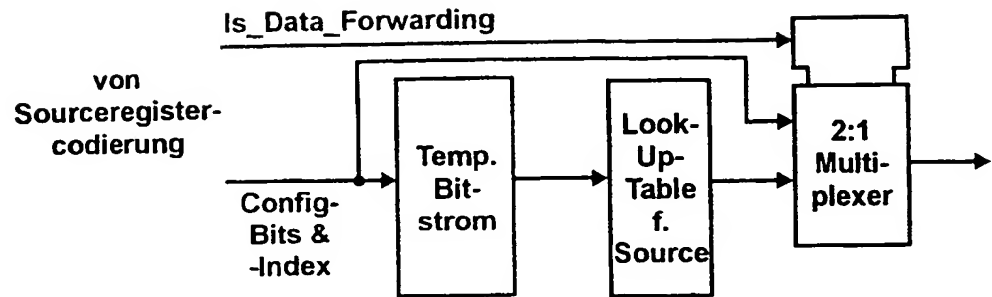 Is_Data_Forwarding
von
Sourceregister-
codierung
Config-
Bits &
-Index
Temp.
Bit-
strom
Look-
Up-
Table
f.
Source
2:1
Multi-
plexer